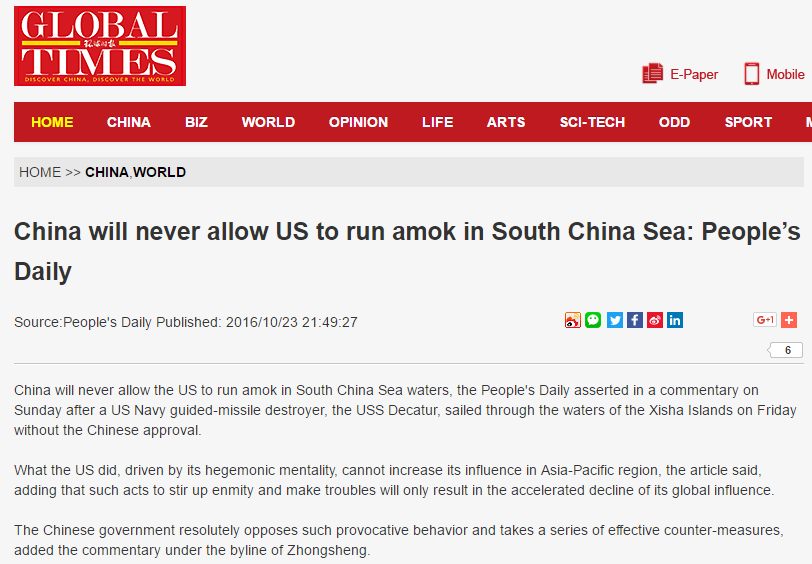 GLOBAL
环球时报
TIMES
DISCOVER CHINA, DISCOVER THE WORLD
E-Paper Mobile
HOME CHINA BIZ WORLD OPINION LIFE ARTS SCI-TECH ODD SPORT M
HOME >> CHINA,WORLD
China will never allow US to run amok in South China Sea: People’s
Daily
Source:People's Daily Published: 2016/10/23 21:49:27
G+1
6
China will never allow the US to run amok in South China Sea waters, the People's Daily asserted in a commentary on
Sunday after a US Navy guided-missile destroyer, the USS Decatur, sailed through the waters of the Xisha Islands on Friday
without the Chinese approval.
What the US did, driven by its hegemonic mentality, cannot increase its influence in Asia-Pacific region, the article said,
adding that such acts to stir up enmity and make troubles will only result in the accelerated decline of its global influence.
The Chinese government resolutely opposes such provocative behavior and takes a series of effective counter-measures,
added the commentary under the byline of Zhongsheng.